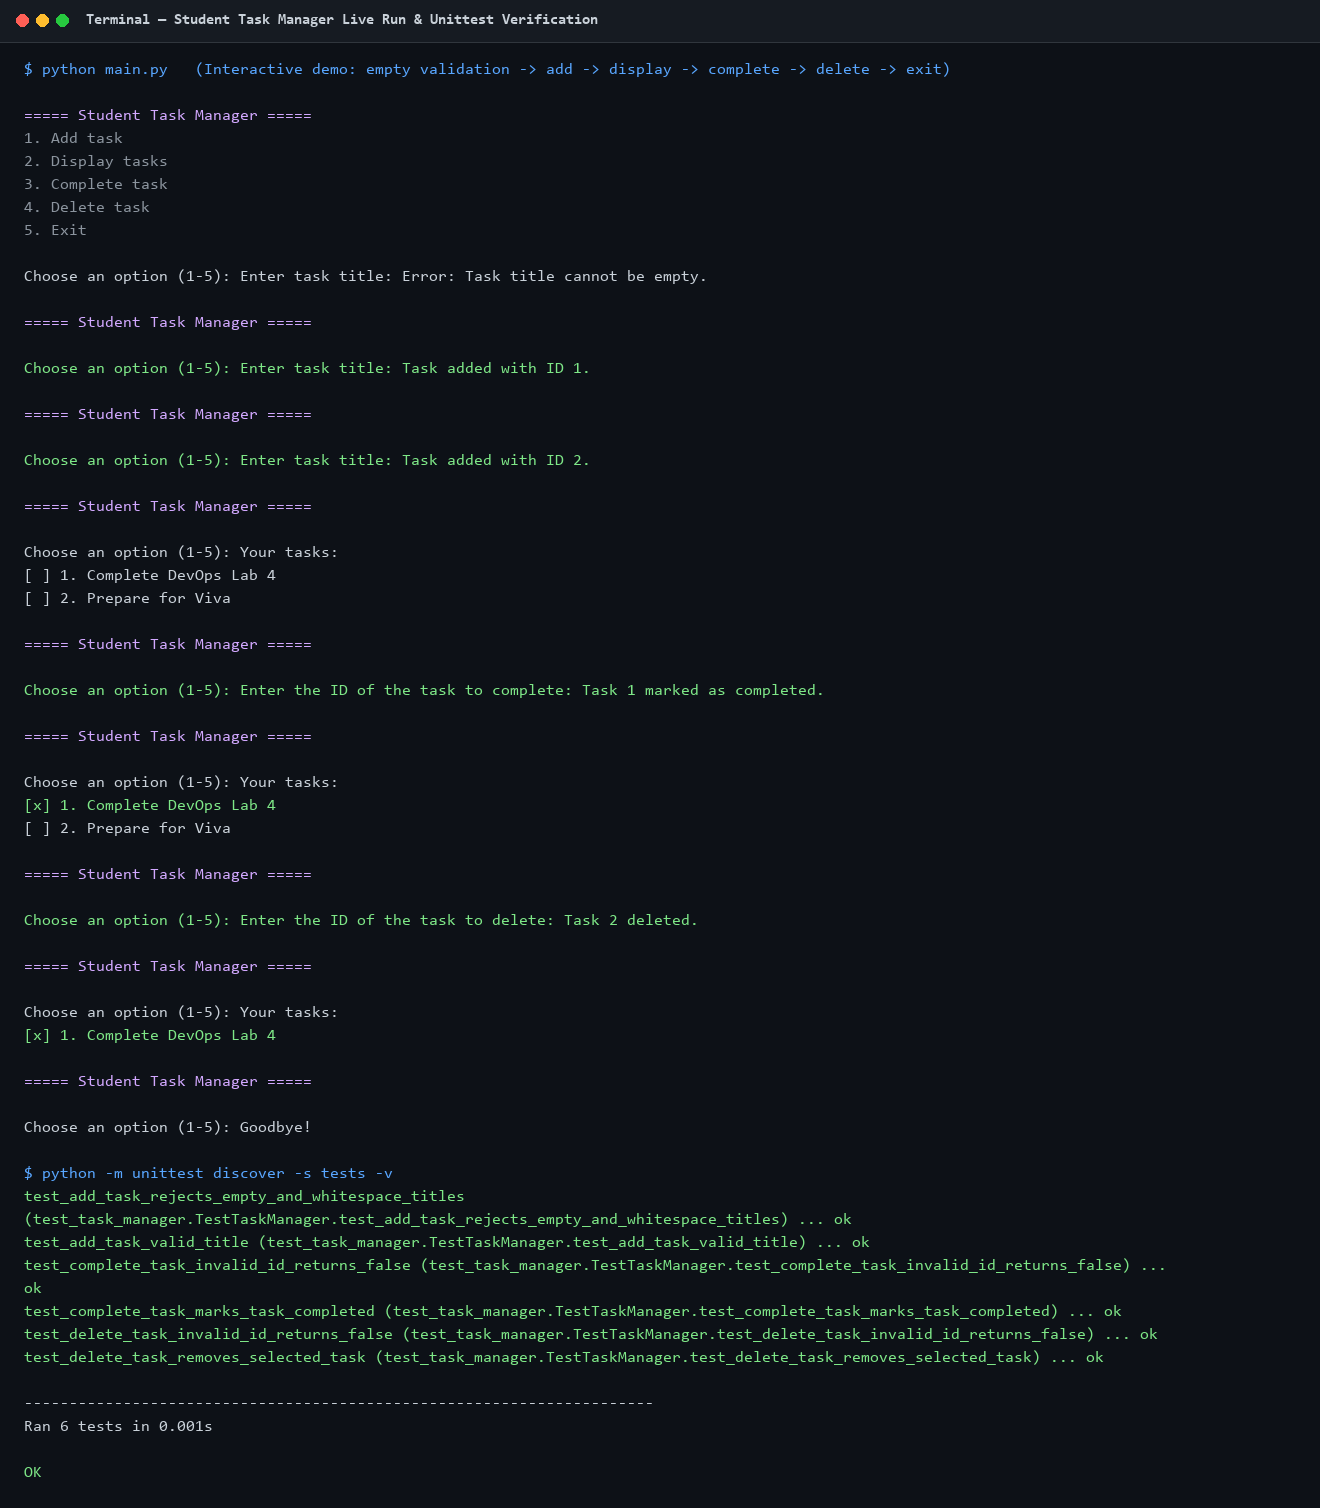 Terminal — Student Task Manager Live Run & Unittest Verification
$ python main.py   (Interactive demo: empty validation -> add -> display -> complete -> delete -> exit)
===== Student Task Manager =====
1. Add task
2. Display tasks
3. Complete task
4. Delete task
5. Exit
Choose an option (1-5): Enter task title: Error: Task title cannot be empty.
===== Student Task Manager =====
Choose an option (1-5): Enter task title: Task added with ID 1.
===== Student Task Manager =====
Choose an option (1-5): Enter task title: Task added with ID 2.
===== Student Task Manager =====
Choose an option (1-5): Your tasks:
[ ] 1. Complete DevOps Lab 4
[ ] 2. Prepare for Viva
===== Student Task Manager =====
Choose an option (1-5): Enter the ID of the task to complete: Task 1 marked as completed.
===== Student Task Manager =====
Choose an option (1-5): Your tasks:
[x] 1. Complete DevOps Lab 4
[ ] 2. Prepare for Viva
===== Student Task Manager =====
Choose an option (1-5): Enter the ID of the task to delete: Task 2 deleted.
===== Student Task Manager =====
Choose an option (1-5): Your tasks:
[x] 1. Complete DevOps Lab 4
===== Student Task Manager =====
Choose an option (1-5): Goodbye!
$ python -m unittest discover -s tests -v
test_add_task_rejects_empty_and_whitespace_titles
(test_task_manager.TestTaskManager.test_add_task_rejects_empty_and_whitespace_titles) ... ok
test_add_task_valid_title (test_task_manager.TestTaskManager.test_add_task_valid_title) ... ok
test_complete_task_invalid_id_returns_false (test_task_manager.TestTaskManager.test_complete_task_invalid_id_returns_false) ...
ok
test_complete_task_marks_task_completed (test_task_manager.TestTaskManager.test_complete_task_marks_task_completed) ... ok
test_delete_task_invalid_id_returns_false (test_task_manager.TestTaskManager.test_delete_task_invalid_id_returns_false) ... ok
test_delete_task_removes_selected_task (test_task_manager.TestTaskManager.test_delete_task_removes_selected_task) ... ok
----------------------------------------------------------------------
Ran 6 tests in 0.001s
OK